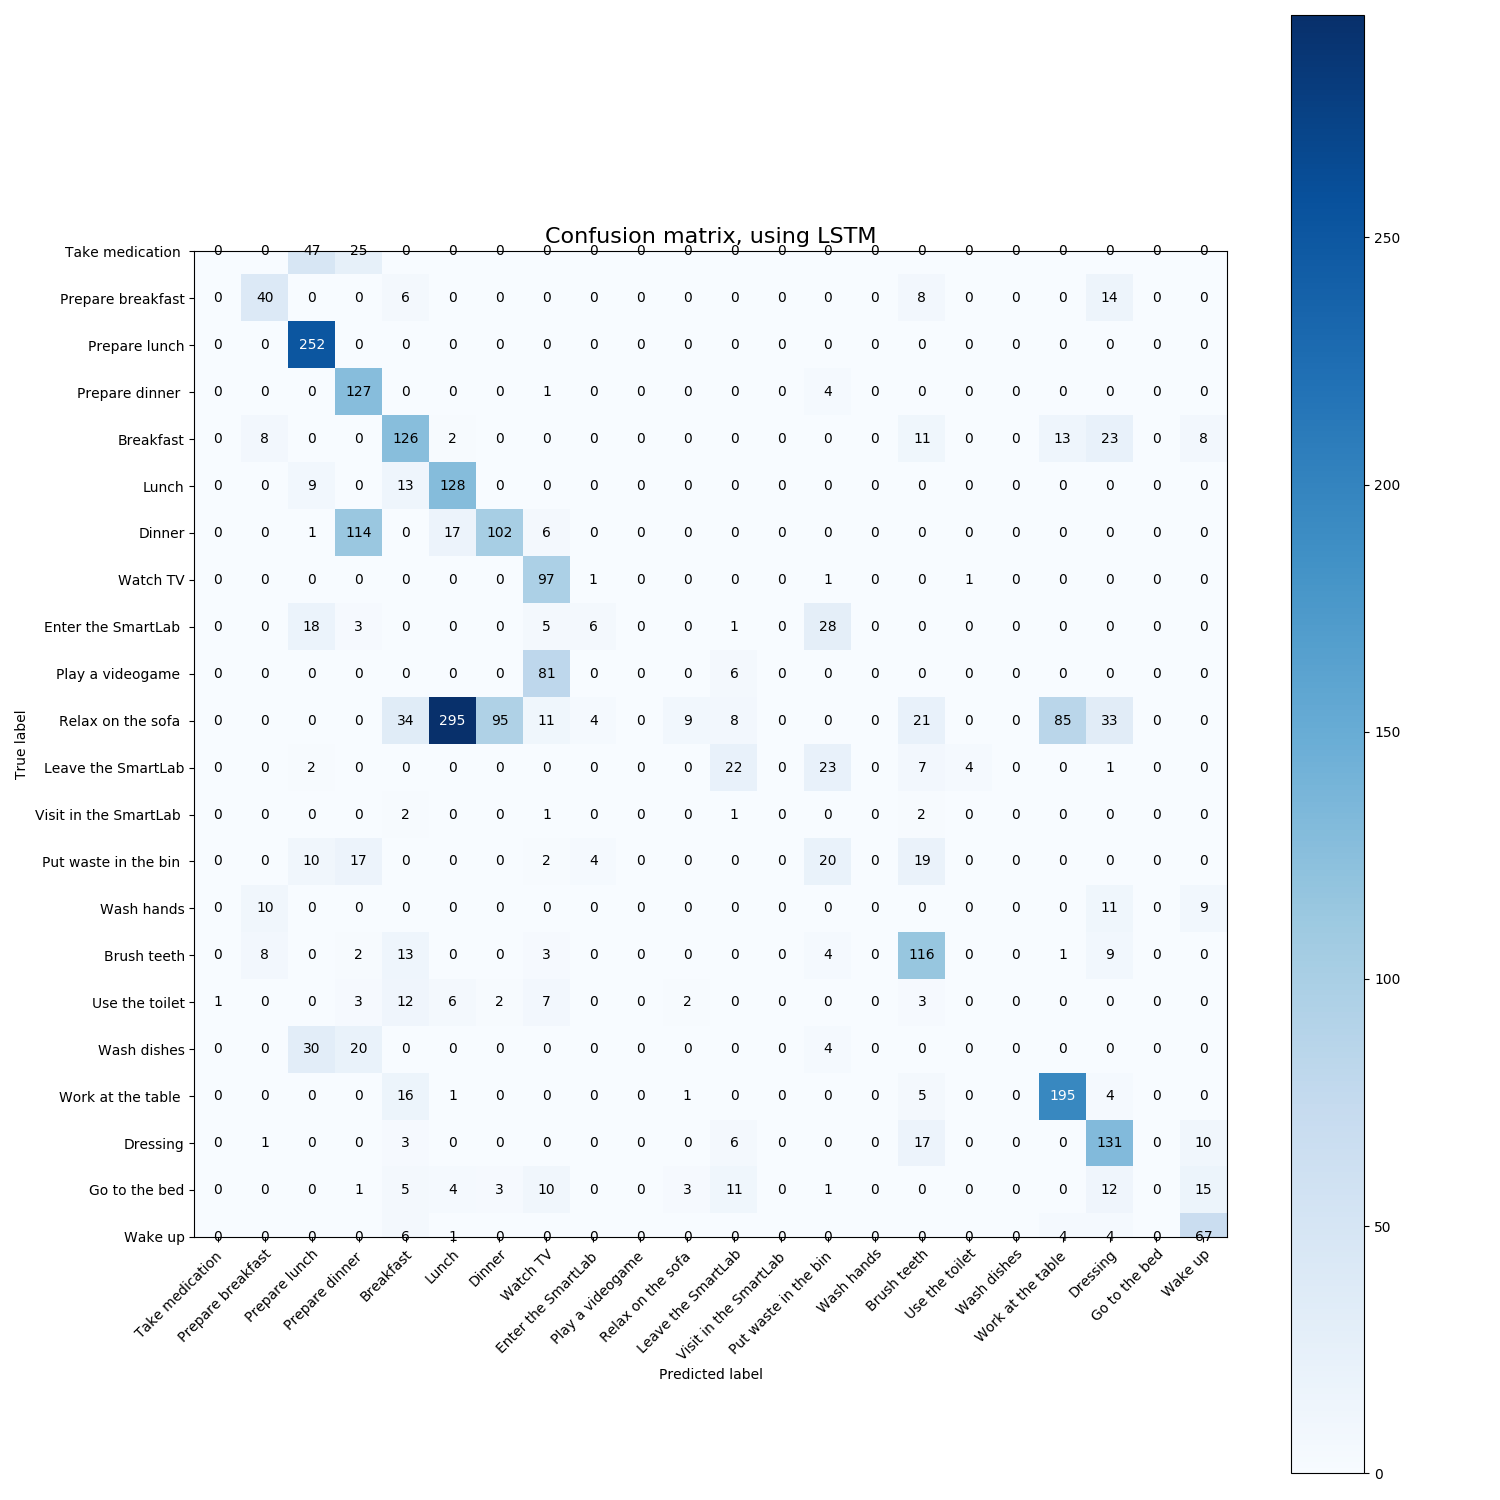 Confusion matrix, using LSTM
Take medication 0 0 47 25 0 0 0 0 0 0 0 0 0 0 0 0 0 0 0 0 0 0
Prepare breakfast 0 40 0 0 6 0 0 0 0 0 0 0 0 0 0 8 0 0 0 14 0 0
Prepare lunch 0 0 252 0 0 0 0 0 0 0 0 0 0 0 0 0 0 0 0 0 0 0
Prepare dinner 0 0 0 127 0 0 0 1 0 0 0 0 0 4 0 0 0 0 0 0 0 0
Breakfast 0 8 0 0 126 2 0 0 0 0 0 0 0 0 0 11 0 0 13 23 0 8
Lunch 0 0 9 0 13 128 0 0 0 0 0 0 0 0 0 0 0 0 0 0 0 0
Dinner 0 0 1 114 0 17 102 6 0 0 0 0 0 0 0 0 0 0 0 0 0 0
Watch TV 0 0 0 0 0 0 0 97 1 0 0 0 0 1 0 0 1 0 0 0 0 0
Enter the SmartLab 0 0 18 3 0 0 0 5 6 0 0 1 0 28 0 0 0 0 0 0 0 0
Play a videogame 0 0 0 0 0 0 0 81 0 0 0 6 0 0 0 0 0 0 0 0 0 0
Relax on the sofa 0 0 0 0 34 295 95 11 4 0 9 8 0 0 0 21 0 0 85 33 0 0
Leave the SmartLab 0 0 2 0 0 0 0 0 0 0 0 22 0 23 0 7 4 0 0 1 0 0
Visit in the SmartLab 0 0 0 0 2 0 0 1 0 0 0 1 0 0 0 2 0 0 0 0 0 0
Put waste in the bin 0 0 10 17 0 0 0 2 4 0 0 0 0 20 0 19 0 0 0 0 0 0
Wash hands 0 10 0 0 0 0 0 0 0 0 0 0 0 0 0 0 0 0 0 11 0 9
Brush teeth 0 8 0 2 13 0 0 3 0 0 0 0 0 4 0 116 0 0 1 9 0 0
Use the toilet 1 0 0 3 12 6 2 7 0 0 2 0 0 0 0 3 0 0 0 0 0 0
Wash dishes 0 0 30 20 0 0 0 0 0 0 0 0 0 4 0 0 0 0 0 0 0 0
Work at the table 0 0 0 0 16 1 0 0 0 0 1 0 0 0 0 5 0 0 195 4 0 0
Dressing 0 1 0 0 3 0 0 0 0 0 0 6 0 0 0 17 0 0 0 131 0 10
Go to the bed 0 0 0 1 5 4 3 10 0 0 3 11 0 1 0 0 0 0 0 12 0 15
Wake up 0 0 0 0 6 1 0 0 0 0 0 0 0 0 0 0 0 0 4 4 0 67
True label
Take medication
Prepare breakfast
Prepare lunch
Prepare dinner
Breakfast
Lunch
Dinner
Watch TV
Enter the SmartLab
Play a videogame
Relax on the sofa
Leave the SmartLab
Visit in the SmartLab
Put waste in the bin
Wash hands
Brush teeth
Use the toilet
Wash dishes
Work at the table
Dressing
Go to the bed
Wake up
Predicted label
250
200
150
100
50
0